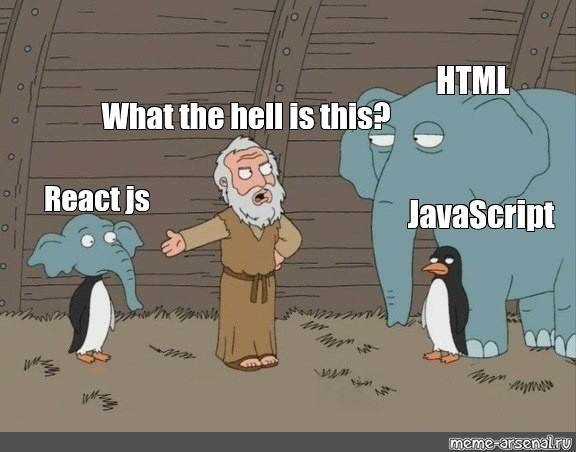 HTML
What the hell is this?
React js
JavaScript
meme-arsenal.ru